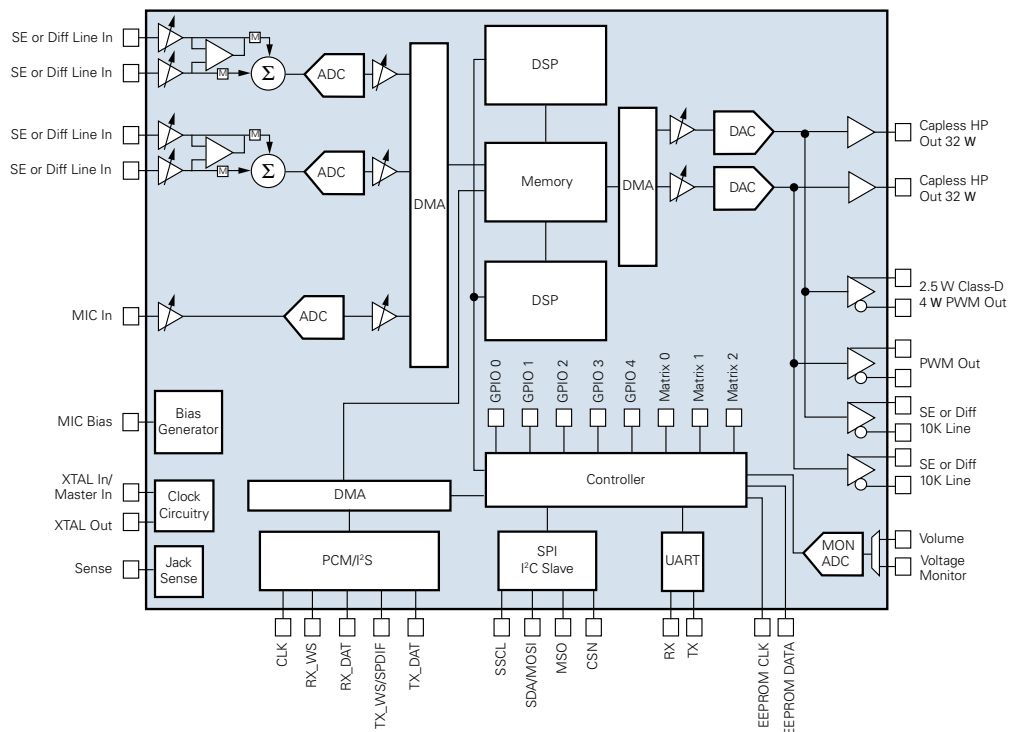 SE or Diff Line In
SE or Diff Line In
SE or Diff Line In
SE or Diff Line In
MIC In
MIC Bias
XTAL In/
Master In
XTAL Out
Sense
M
M
Σ
ADC
M
M
Σ
ADC
ADC
DMA
DSP
Memory
DSP
DMA
DAC
DAC
Capless HP
Out 32 W
Capless HP
Out 32 W
2.5 W Class-D
4 W PWM Out
PWM Out
SE or Diff
10K Line
SE or Diff
10K Line
Volume
Voltage
Monitor
Bias
Generator
Clock
Circuitry
Jack
Sense
GPIO 0
GPIO 1
GPIO 2
GPIO 3
GPIO 4
Matrix 0
Matrix 1
Matrix 2
Controller
DMA
PCM/I²S
SPI
I²C Slave
UART
MON
ADC
CLK
RX_WS
RX_DAT
TX_WS/SPDIF
TX_DAT
SSCL
SDA/MOSI
MSO
CSN
RX
TX
EEPROM CLK
EEPROM DATA